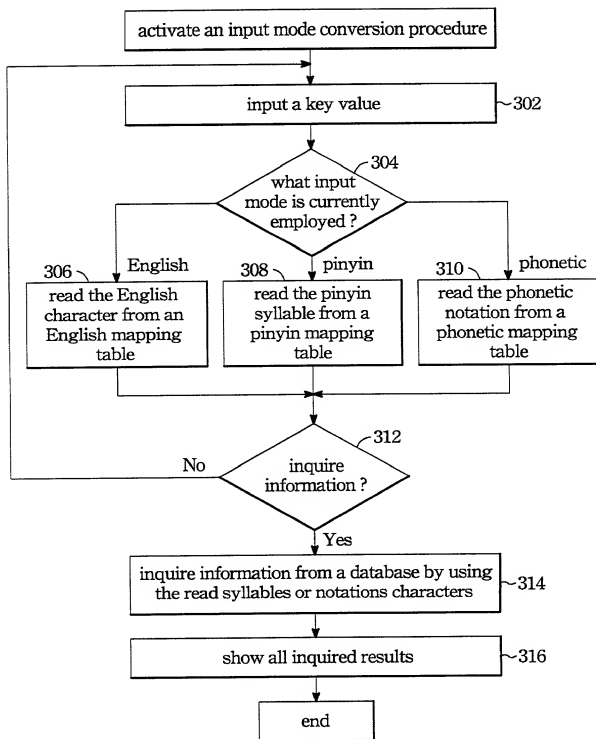 activate an input mode conversion procedure
input a key value
302
304
what input
mode is currently
employed ?
English
pinyin
phonetic
306
308
310
read the English
character from an
English mapping
table
read the pinyin
syllable from a
pinyin mapping
table
read the phonetic
notation from a
phonetic mapping
table
312
No
inquire
information ?
Yes
inquire information from a database by using
the read syllables or notations characters
314
show all inquired results
316
end